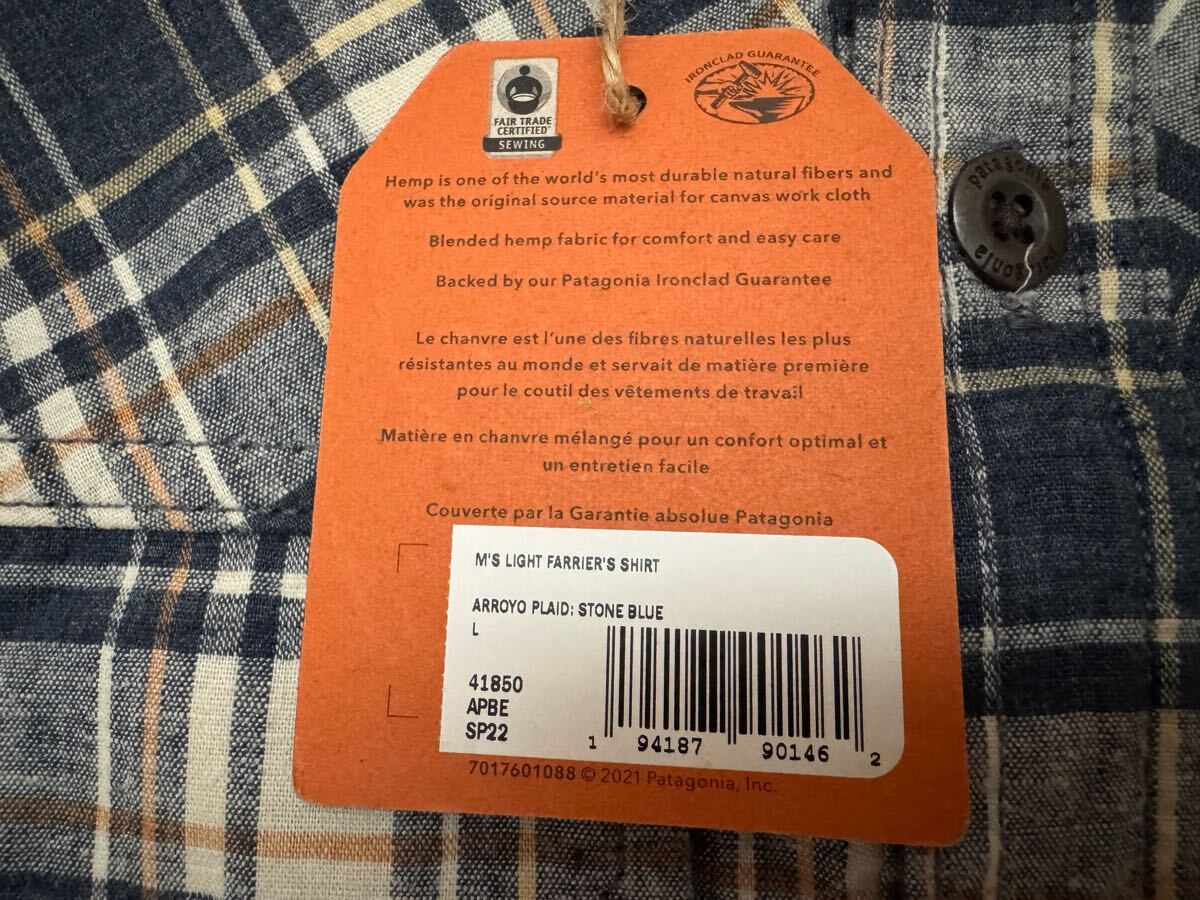 FAIR TRADE
CERTIFIED™
SEWING
IRONCLAD GUARANTEE
Hemp is one of the world's most durable natural fibers and
was the original source material for canvas work cloth
Blended hemp fabric for comfort and easy care
Backed by our Patagonia Ironclad Guarantee
Le chanvre est l'une des fibres naturelles les plus
résistantes au monde et servait de matière première
pour le coutil des vêtements de travail
Matière en chanvre mélangé pour un confort optimal et
un entretien facile
Couverte par la Garantie absolue Patagonia
M'S LIGHT FARRIER'S SHIRT
ARROYO PLAID: STONE BLUE
L
41850
APBE
SP22
1 94187 90146 2
7017601088 © 2021 Patagonia, Inc.
patagonia
patagonia